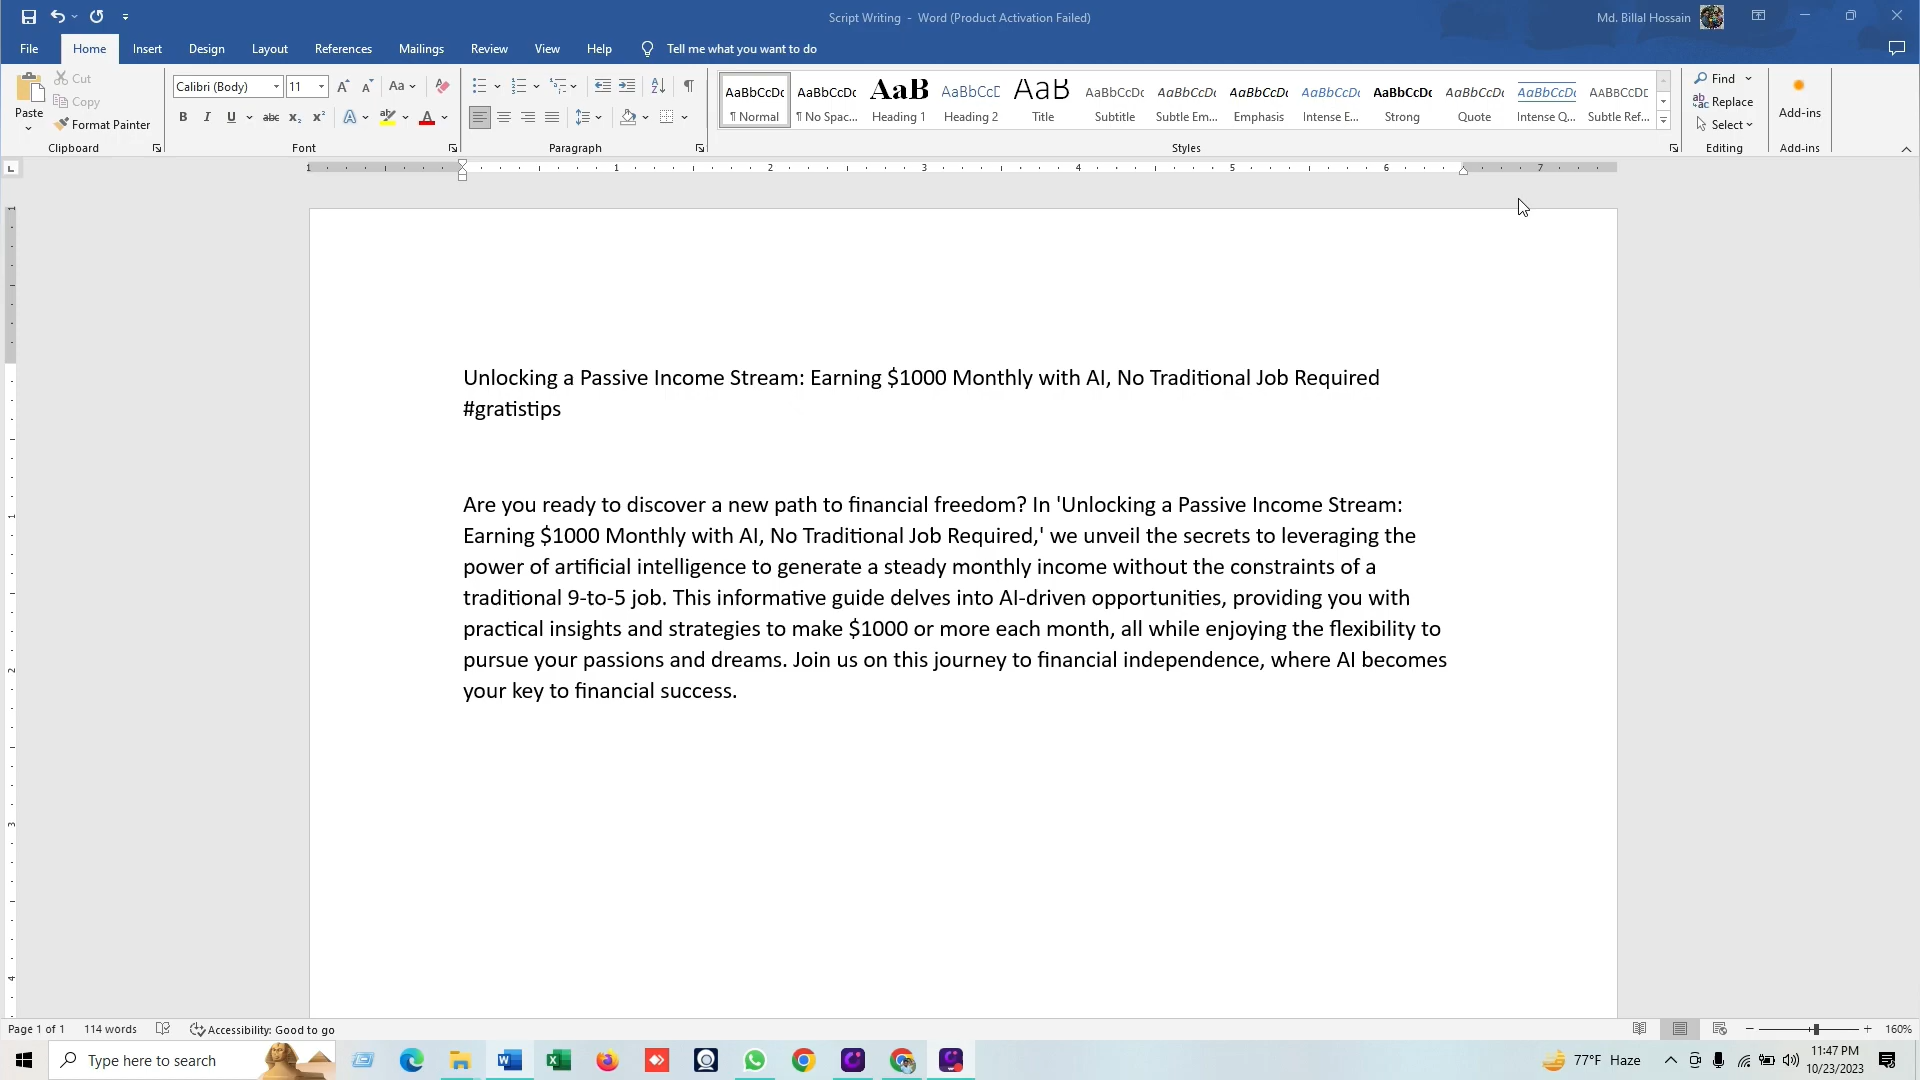 Script Writing - Word (Product Activation Failed)
Md. Billal Hossain
File Home Insert Design Layout References Mailings Review View Help Tell me what you want to do
Paste
Cut
Copy
Format Painter
Clipboard
Calibri (Body) 11
Font
Paragraph
AaBbCcDc AaBbCcDc AaB AaBbCcC AaB AaBbCcDc AaBbCcDc AaBbCcDc AaBbCcDc AaBbCcDc AaBbCcDc AaBbCcDc AABBCCDE
¶ Normal ¶ No Spac... Heading 1 Heading 2 Title Subtitle Subtle Em... Emphasis Intense E... Strong Quote Intense Q... Subtle Ref...
Styles
Find
Replace
Select
Editing
Add-ins
Add-ins
1 1 2 3 4 5 6 7
Unlocking a Passive Income Stream: Earning $1000 Monthly with AI, No Traditional Job Required
#gratistips
Are you ready to discover a new path to financial freedom? In 'Unlocking a Passive Income Stream:
Earning $1000 Monthly with AI, No Traditional Job Required,' we unveil the secrets to leveraging the
power of artificial intelligence to generate a steady monthly income without the constraints of a
traditional 9-to-5 job. This informative guide delves into AI-driven opportunities, providing you with
practical insights and strategies to make $1000 or more each month, all while enjoying the flexibility to
pursue your passions and dreams. Join us on this journey to financial independence, where AI becomes
your key to financial success.
Page 1 of 1 114 words Accessibility: Good to go 160%
Type here to search
77°F Haze
11:47 PM
10/23/2023